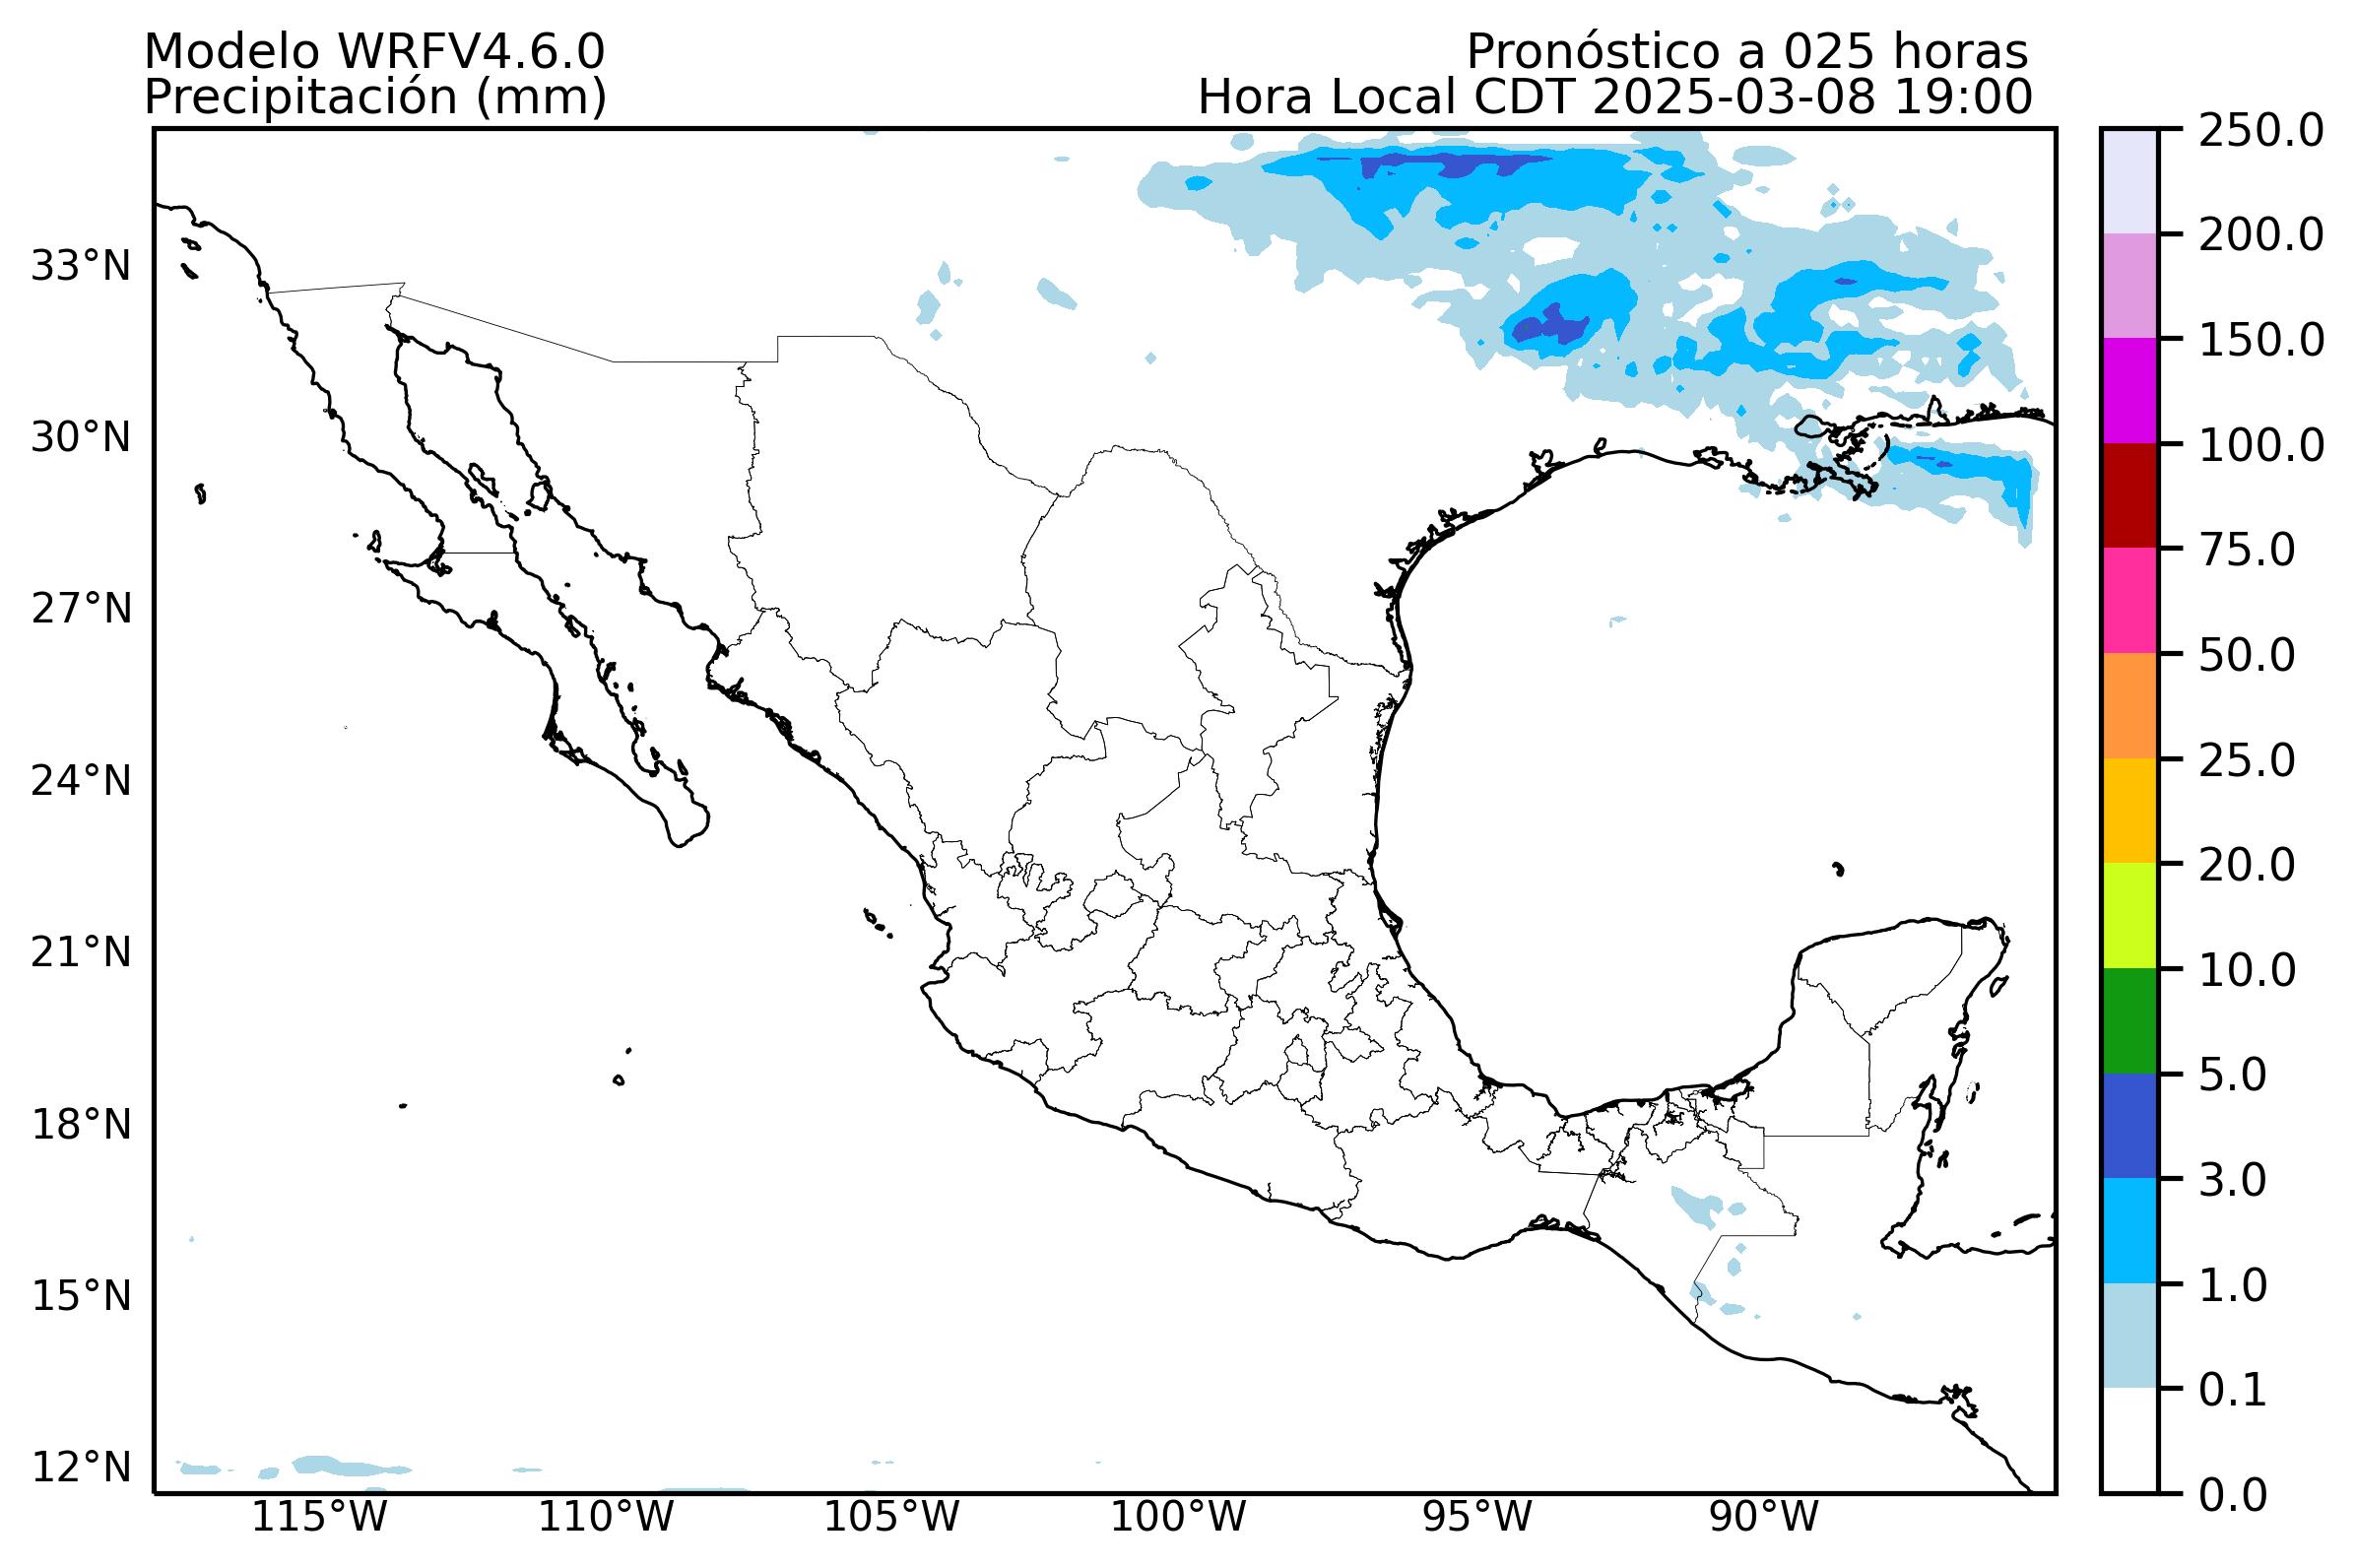 Modelo WRFV4.6.0
Precipitación (mm)
Pronóstico a 025 horas
Hora Local CDT 2025-03-08 19:00
33°N
30°N
27°N
24°N
21°N
18°N
15°N
12°N
115°W
110°W
105°W
100°W
95°W
90°W
250.0
200.0
150.0
100.0
75.0
50.0
25.0
20.0
10.0
5.0
3.0
1.0
0.1
0.0